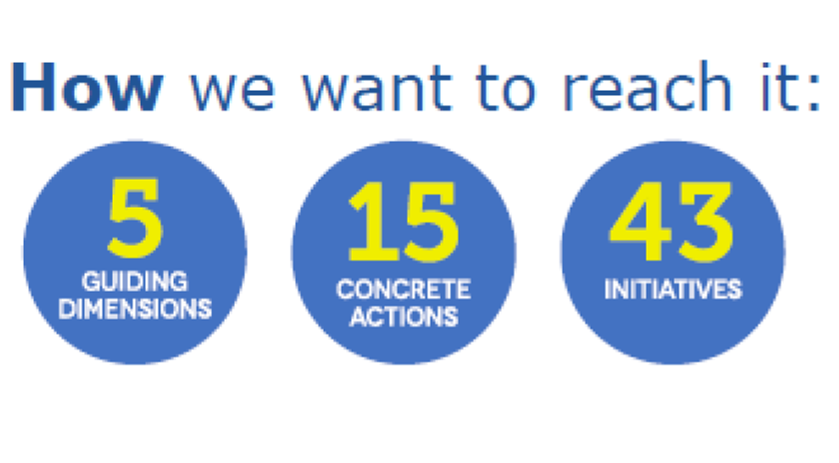 How we want to reach it:
5
GUIDING
DIMENSIONS
15
CONCRETE
ACTIONS
43
INITIATIVES